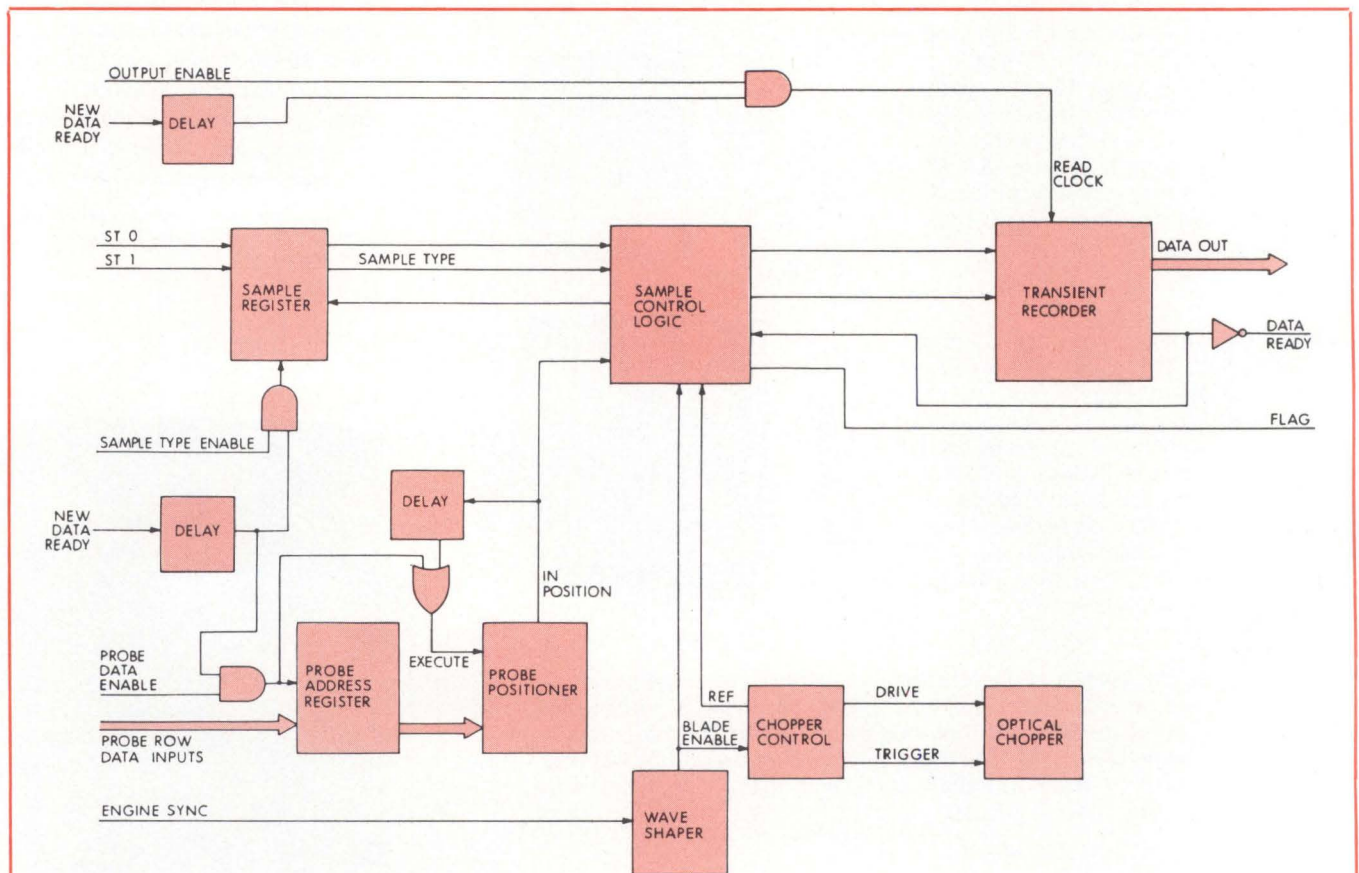 OUTPUT ENABLE
NEW
DATA
READY
DELAY
READ
CLOCK
ST 0
ST 1
SAMPLE
REGISTER
SAMPLE TYPE
SAMPLE
CONTROL
LOGIC
TRANSIENT
RECORDER
DATA OUT
DATA
READY
FLAG
SAMPLE TYPE ENABLE
NEW
DATA
READY
DELAY
DELAY
IN
POSITION
PROBE
DATA
ENABLE
PROBE
ADDRESS
REGISTER
EXECUTE
PROBE
POSITIONER
PROBE ROW
DATA INPUTS
REF
BLADE
ENABLE
CHOPPER
CONTROL
DRIVE
TRIGGER
OPTICAL
CHOPPER
ENGINE SYNC
WAVE
SHAPER